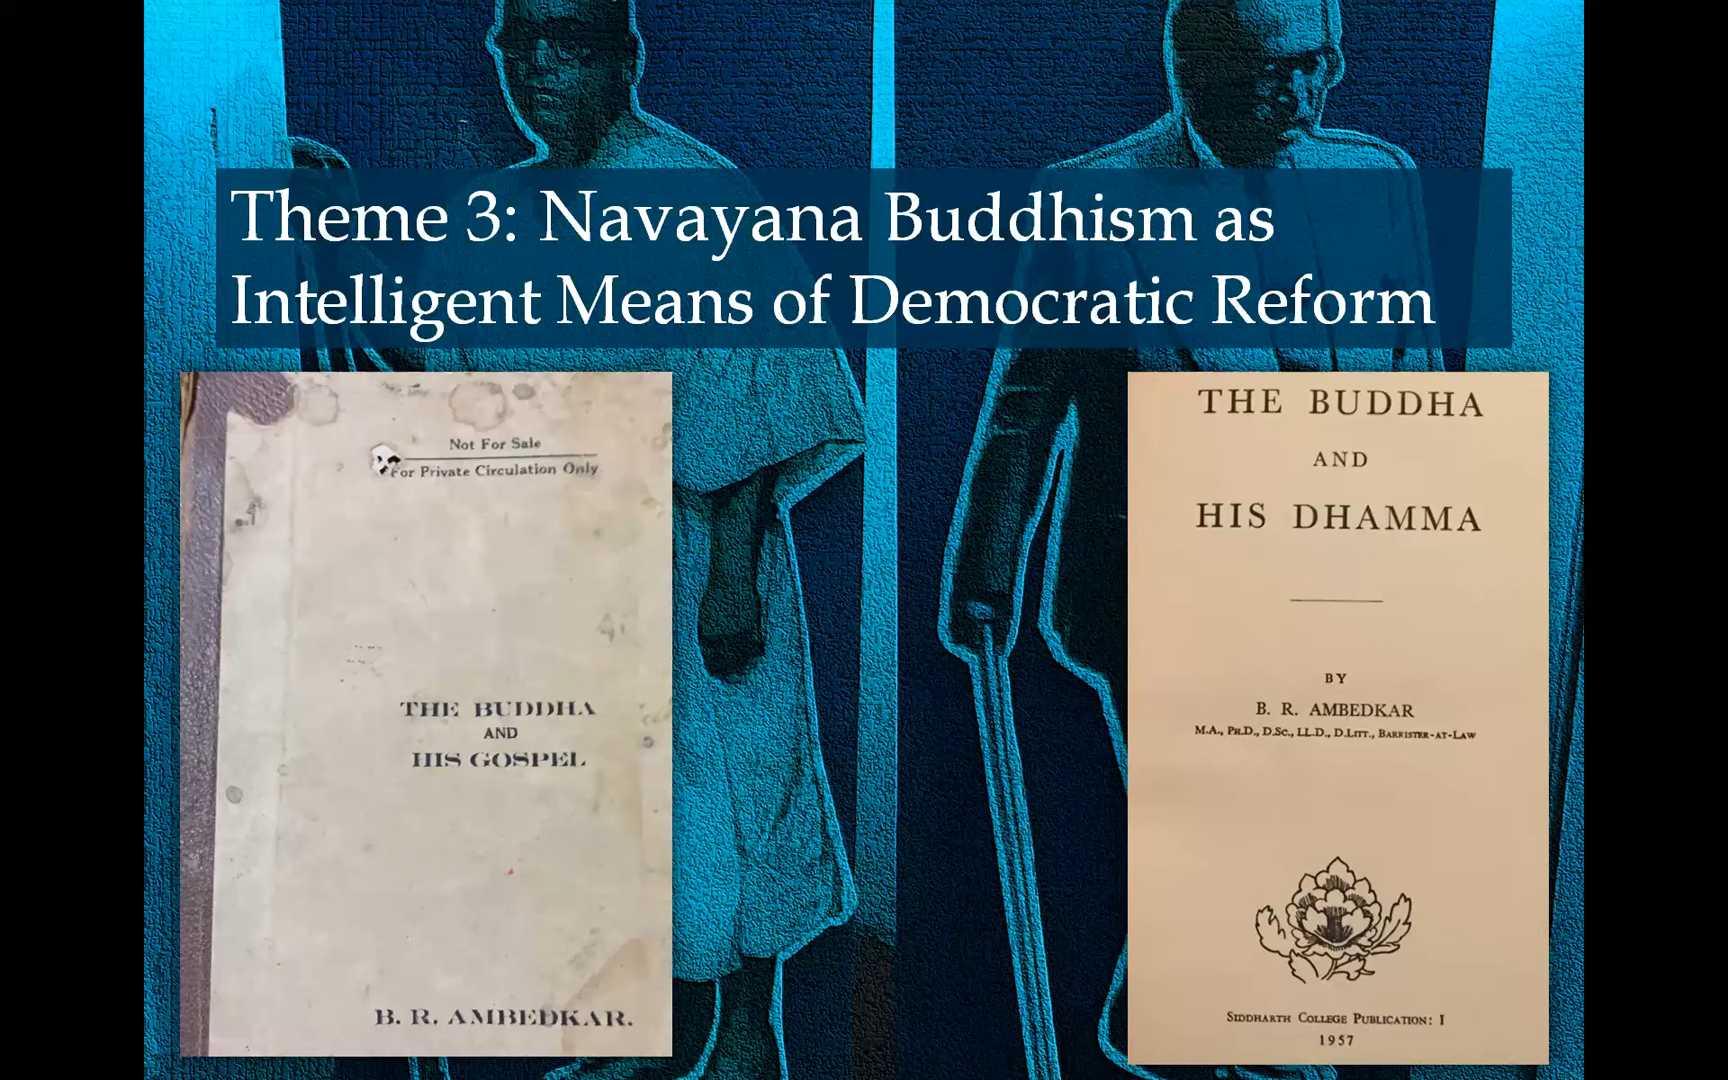 Theme 3: Navayana Buddhism as
Intelligent Means of Democratic Reform
Not For Sale
For Private Circulation Only
THE BUDDHA
AND
HIS GOSPEL
B. R. AMBEDKAR.
THE BUDDHA
AND
HIS DHAMMA
BY
B. R. AMBEDKAR
M.A., PH.D., D.SC., LL.D., D.LITT., BARRISTER-AT-LAW
SIDDHARTH COLLEGE PUBLICATION: I
1957